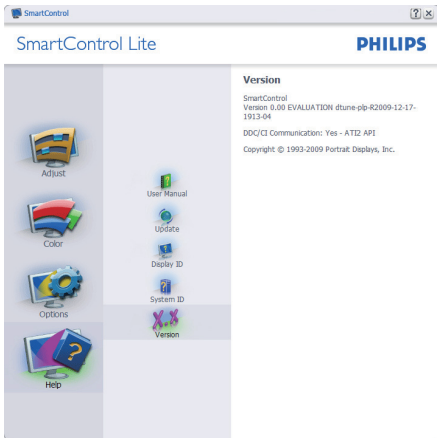 SmartControl
SmartControl Lite
PHILIPS
Adjust
Color
Options
Help
User Manual
Update
Display ID
System ID
Version
Version
SmartControl
Version 0.00 EVALUATION dtune-plp-R2009-12-17-
1913-04
DDC/CI Communication: Yes - ATI2 API
Copyright © 1993-2009 Portrait Displays, Inc.